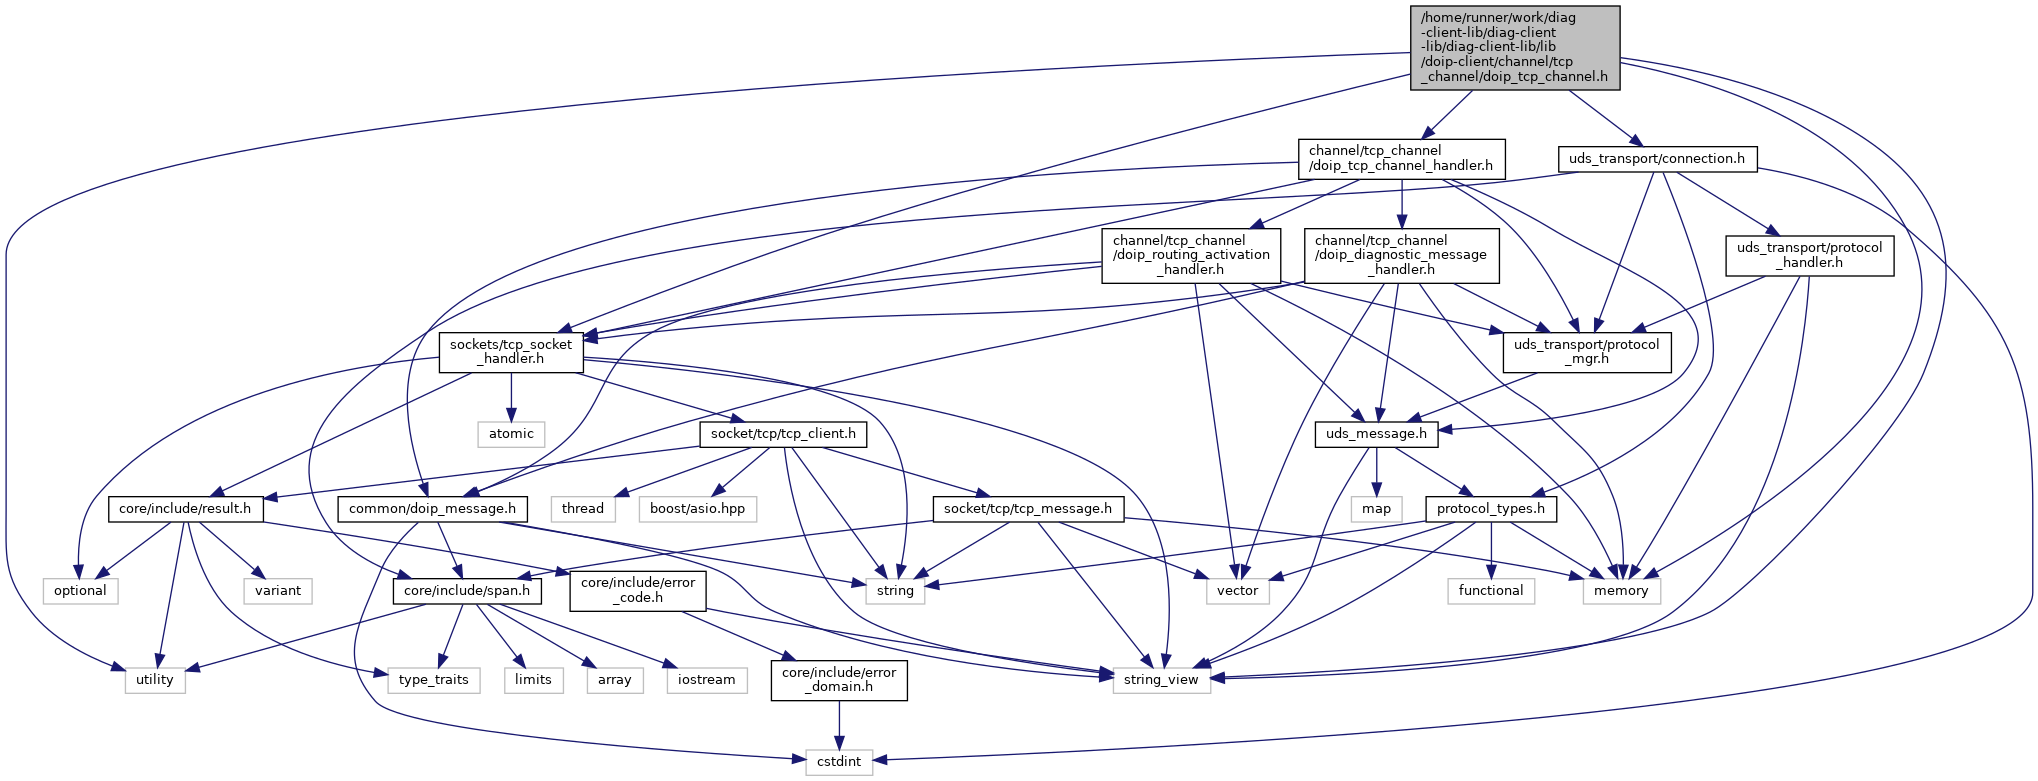 /home/runner/work/diag
-client-lib/diag-client
-lib/diag-client-lib/lib
/doip-client/channel/tcp
_channel/doip_tcp_channel.h
channel/tcp_channel
/doip_tcp_channel_handler.h
uds_transport/connection.h
channel/tcp_channel
/doip_routing_activation
_handler.h
channel/tcp_channel
/doip_diagnostic_message
_handler.h
uds_transport/protocol
_handler.h
sockets/tcp_socket
_handler.h
uds_transport/protocol
_mgr.h
atomic
socket/tcp/tcp_client.h
uds_message.h
core/include/result.h
common/doip_message.h
thread
boost/asio.hpp
socket/tcp/tcp_message.h
map
protocol_types.h
optional
variant
core/include/span.h
core/include/error
_code.h
string
vector
functional
memory
utility
type_traits
limits
array
iostream
core/include/error
_domain.h
string_view
cstdint